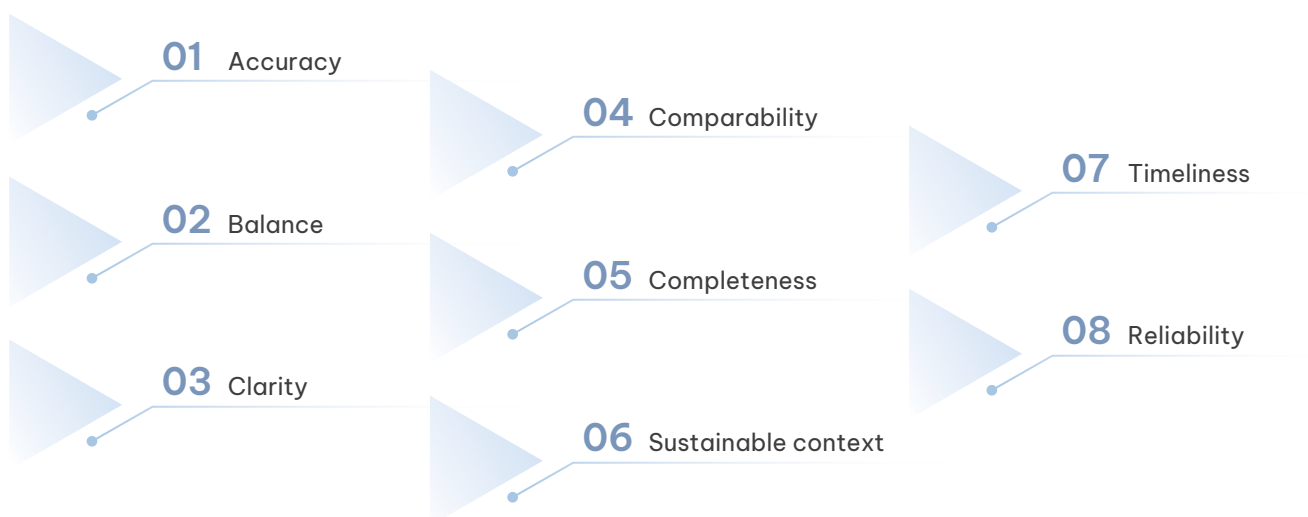 01 Accuracy
02 Balance
03 Clarity
04 Comparability
05 Completeness
06 Sustainable context
07 Timeliness
08 Reliability